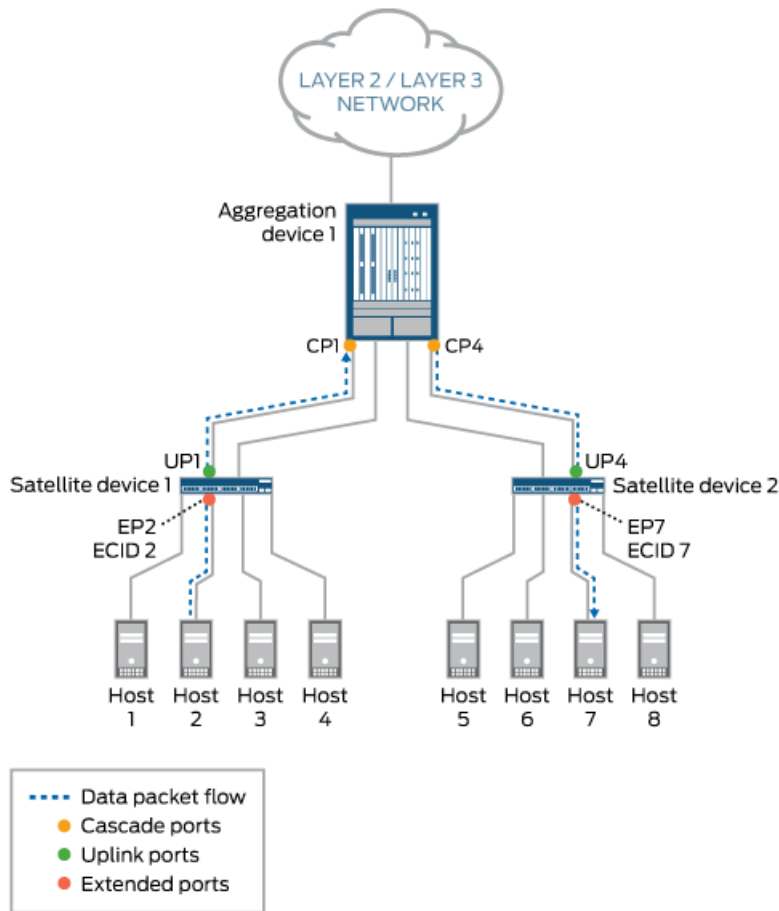 LAYER 2 / LAYER 3
NETWORK
Aggregation
device 1
CP1
CP4
UP1
UP4
Satellite device 1
Satellite device 2
EP2
ECID 2
EP7
ECID 7
Host
1
Host
2
Host
3
Host
4
Host
5
Host
6
Host
7
Host
8
Data packet flow
Cascade ports
Uplink ports
Extended ports